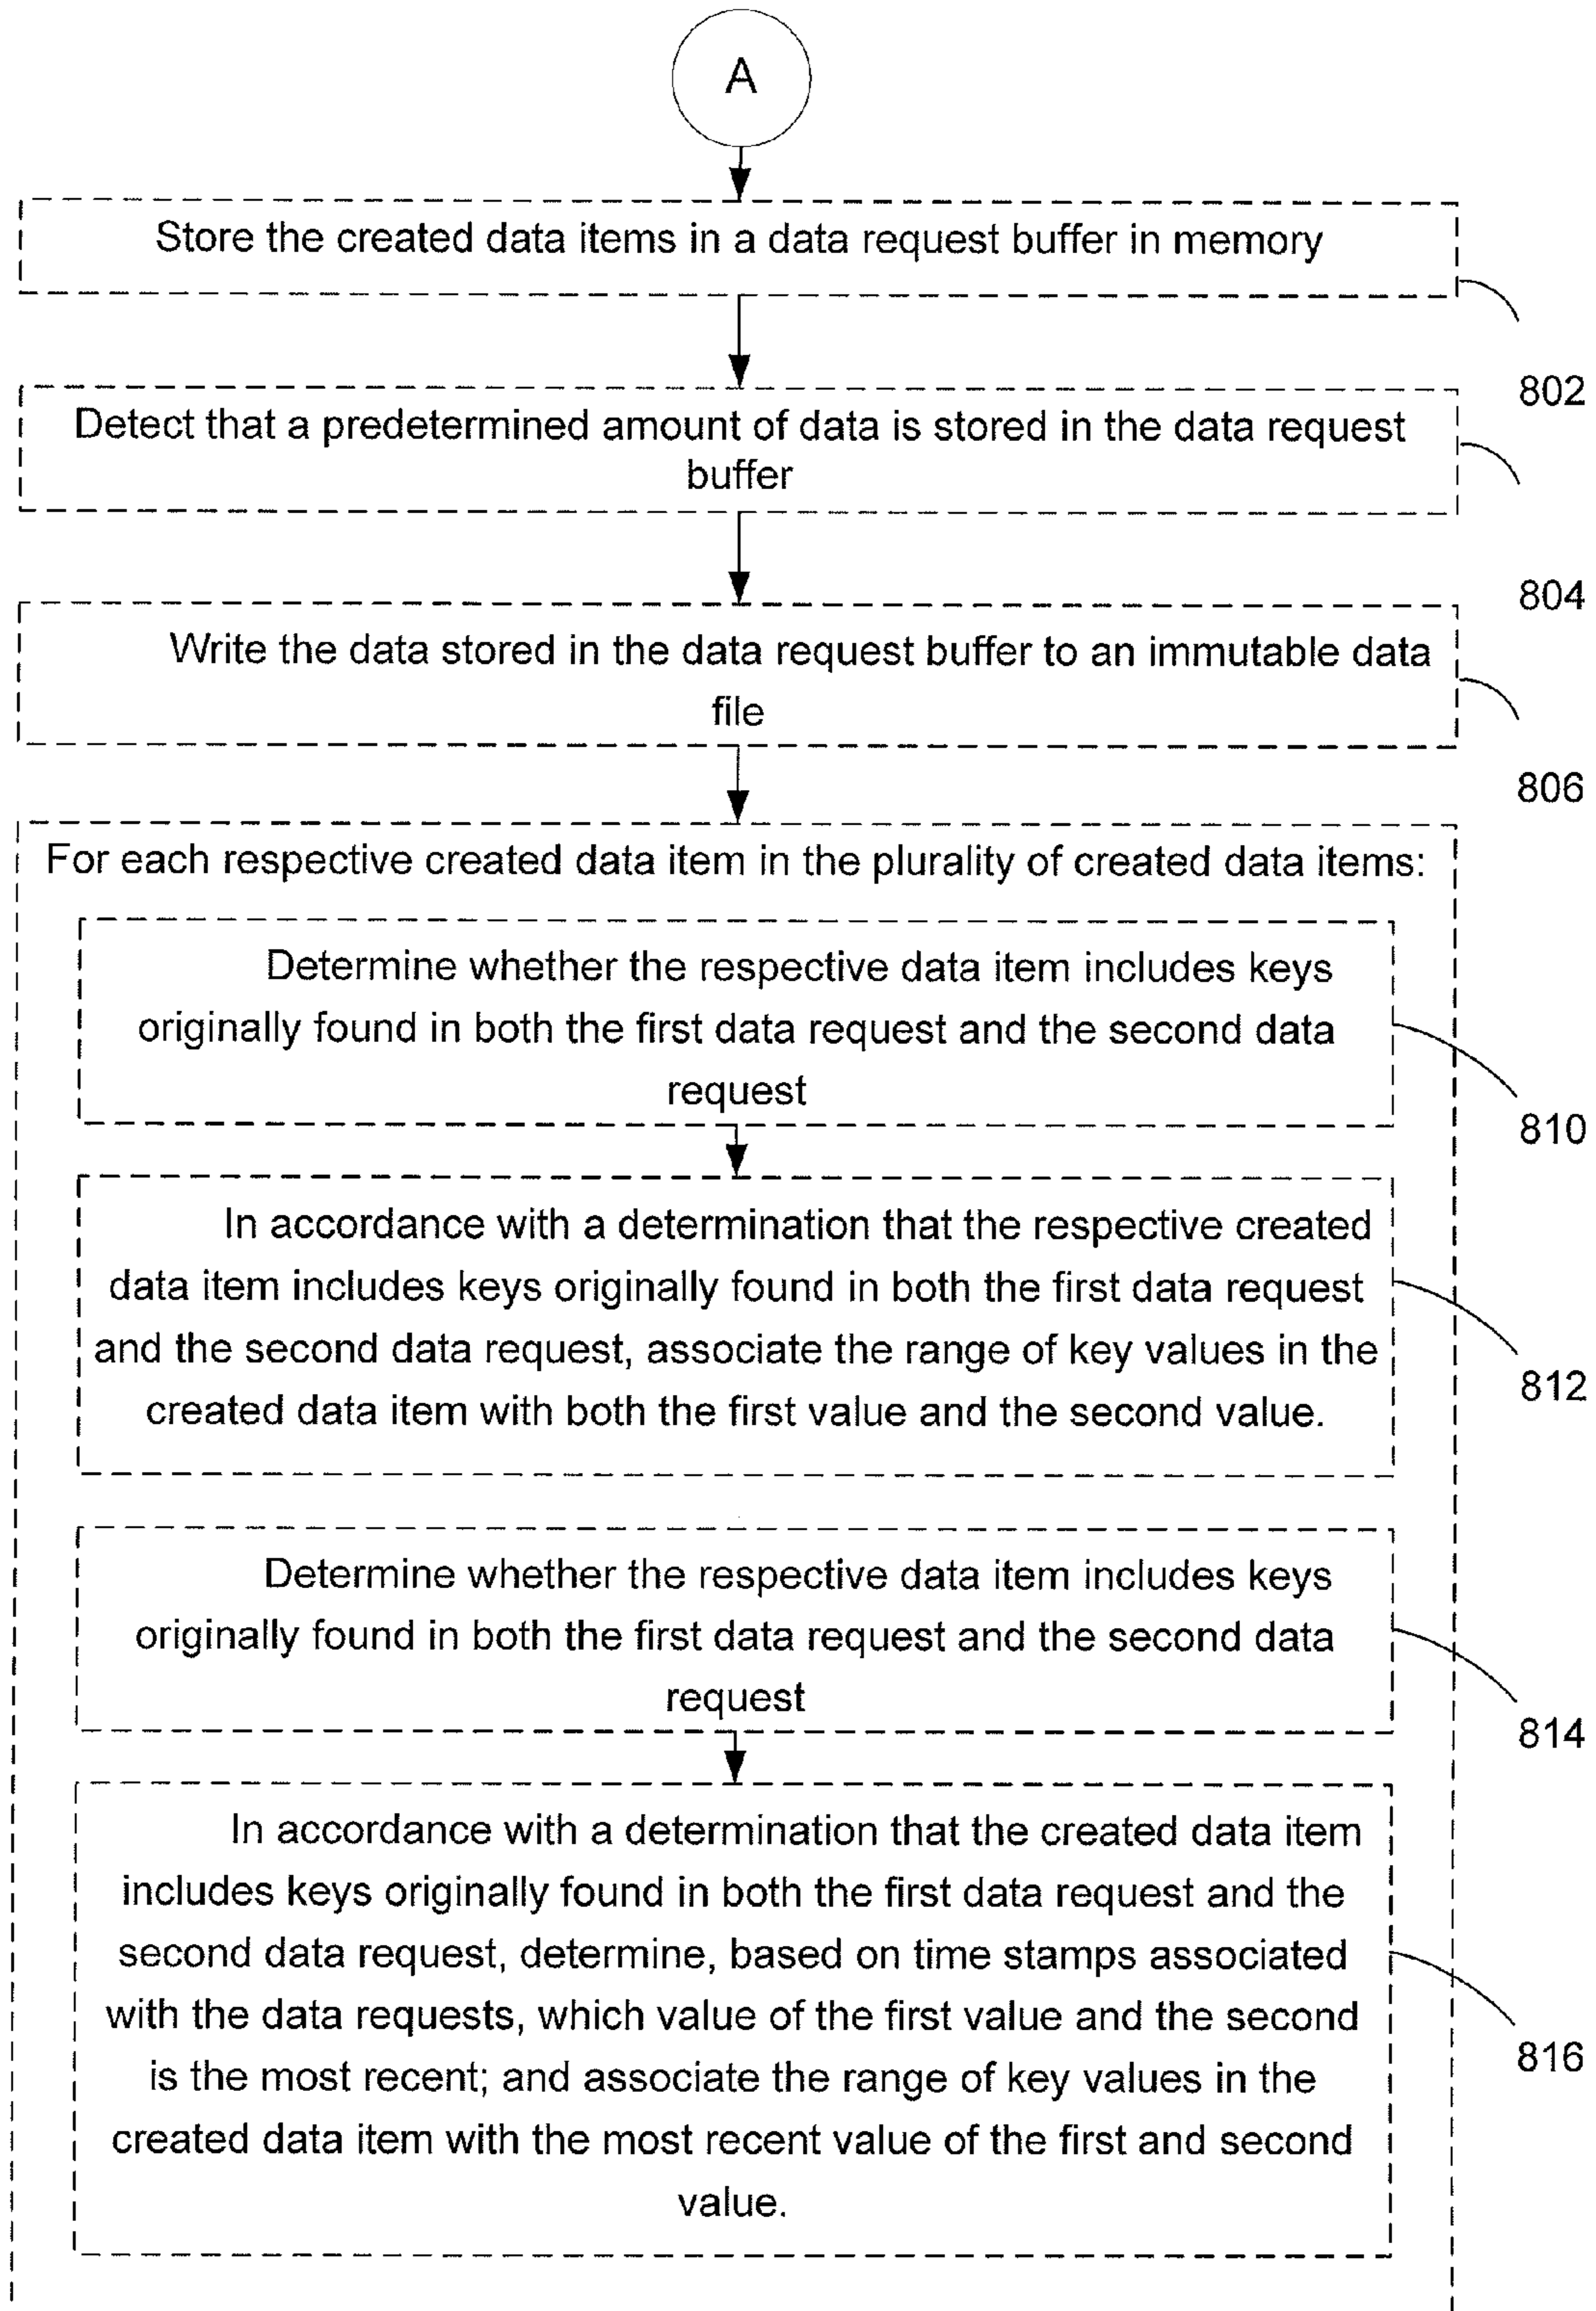 A
Store the created data items in a data request buffer in memory
802
Detect that a predetermined amount of data is stored in the data request
buffer
804
Write the data stored in the data request buffer to an immutable data
file
806
For each respective created data item in the plurality of created data items:
Determine whether the respective data item includes keys
originally found in both the first data request and the second data
request
810
In accordance with a determination that the respective created
data item includes keys originally found in both the first data request
and the second data request, associate the range of key values in the
created data item with both the first value and the second value.
812
Determine whether the respective data item includes keys
originally found in both the first data request and the second data
request
814
In accordance with a determination that the created data item
includes keys originally found in both the first data request and the
second data request, determine, based on time stamps associated
with the data requests, which value of the first value and the second
is the most recent; and associate the range of key values in the
created data item with the most recent value of the first and second
value.
816